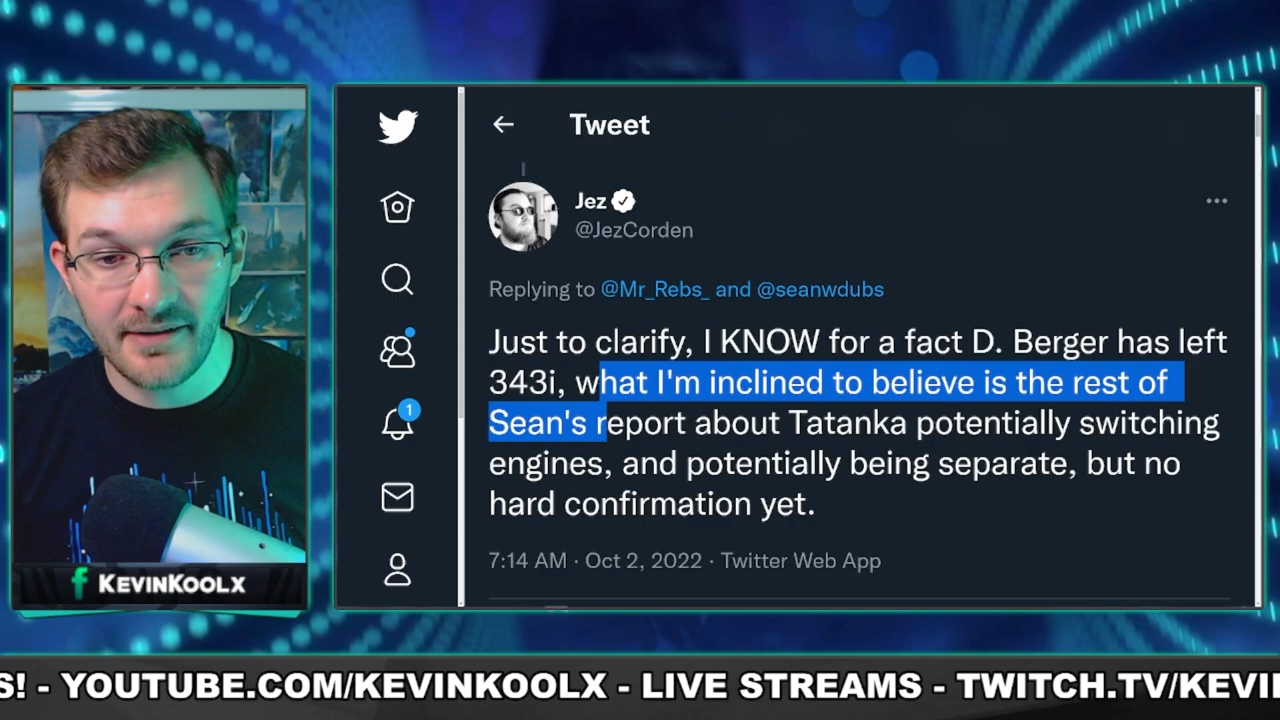 Tweet
Jez
@JezCorden
Replying to @Mr_Rebs_ and @seanwdubs
Just to clarify, I KNOW for a fact D. Berger has left
343i, what I'm inclined to believe is the rest of
Sean's report about Tatanka potentially switching
engines, and potentially being separate, but no
hard confirmation yet.
7:14 AM · Oct 2, 2022 · Twitter Web App
1
f KEVINKOOLX
S! - YOUTUBE.COM/KEVINKOOLX - LIVE STREAMS - TWITCH.TV/KEVI